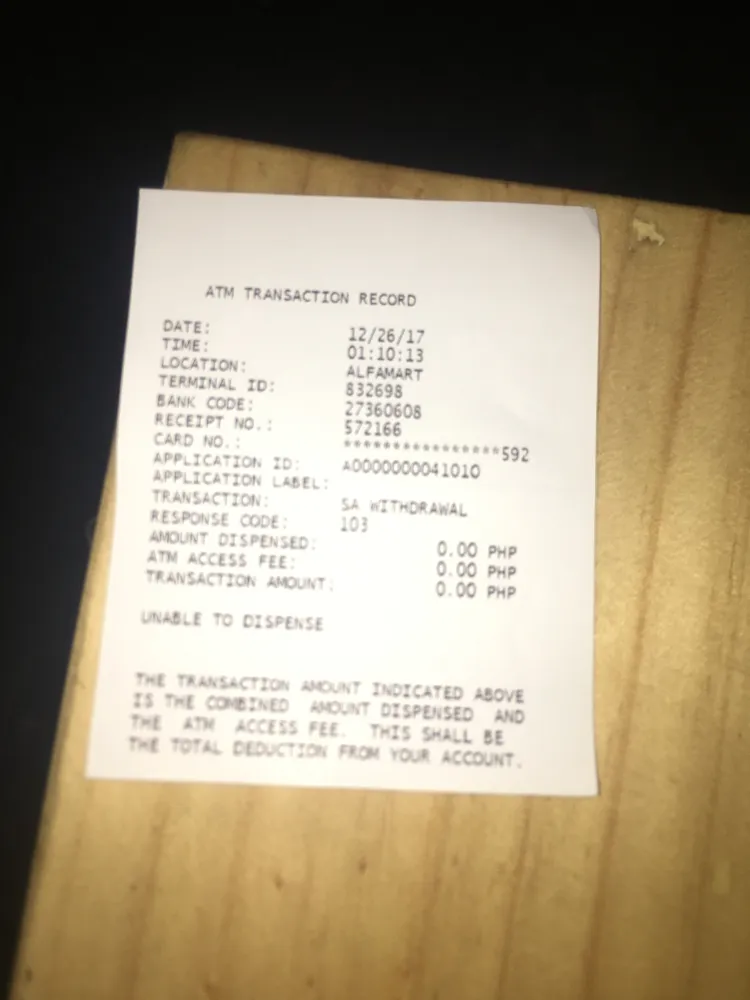 ATM TRANSACTION RECORD
DATE: 12/26/17
TIME: 01:10:13
LOCATION: ALFAMART
TERMINAL ID: 832698
BANK CODE: 27360608
RECEIPT NO.: 572166
CARD NO.: ****************592
APPLICATION ID: A0000000041010
APPLICATION LABEL:
TRANSACTION: SA WITHDRAWAL
RESPONSE CODE: 103
AMOUNT DISPENSED: 0.00 PHP
ATM ACCESS FEE: 0.00 PHP
TRANSACTION AMOUNT: 0.00 PHP
UNABLE TO DISPENSE
THE TRANSACTION AMOUNT INDICATED ABOVE
IS THE COMBINED AMOUNT DISPENSED AND
THE ATM ACCESS FEE. THIS SHALL BE
THE TOTAL DEDUCTION FROM YOUR ACCOUNT.